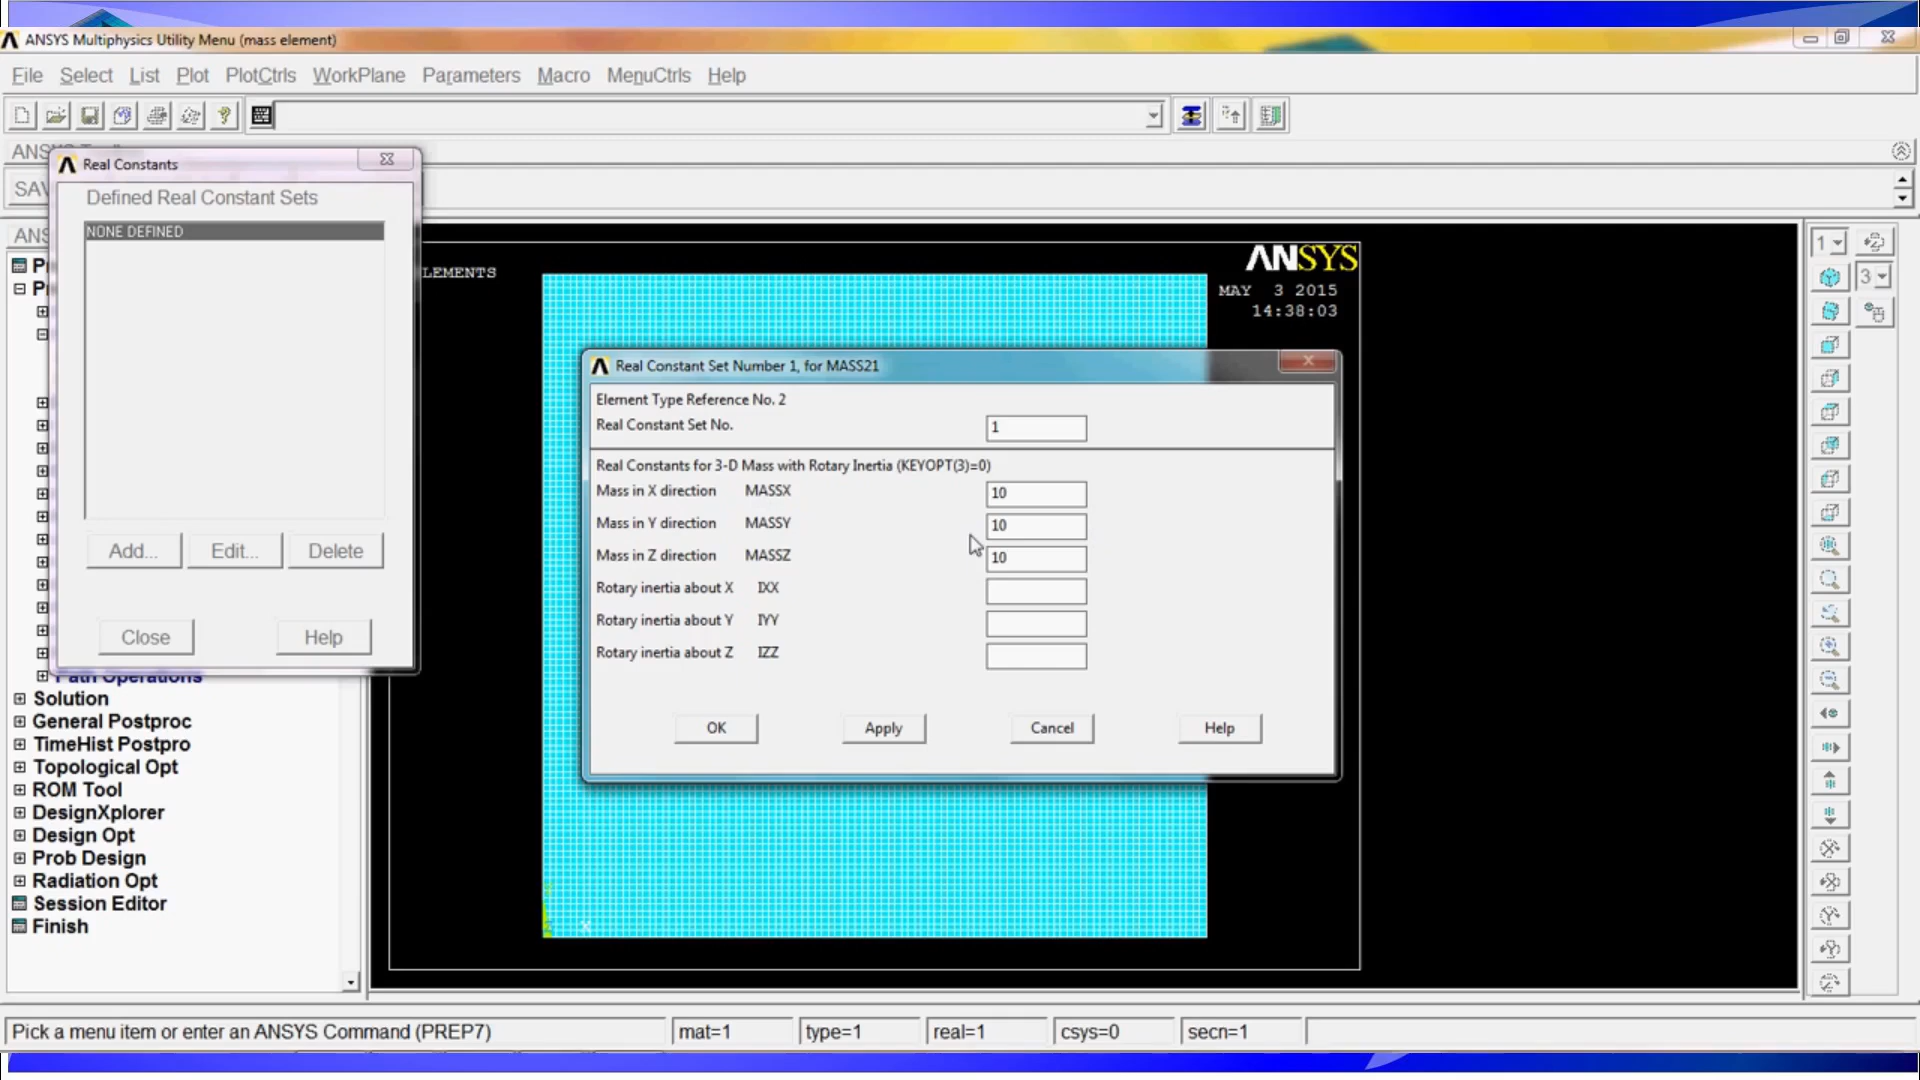 ANSYS Multiphysics Utility Menu (mass element)
File Select List Plot PlotCtrls WorkPlane Parameters Macro MenuCtrls Help
ANSYS
SAV
Real Constants
Defined Real Constant Sets
NONE DEFINED
Add... Edit... Delete
Close Help
ANS
Path Operations
Solution
General Postproc
TimeHist Postpro
Topological Opt
ROM Tool
DesignXplorer
Design Opt
Prob Design
Radiation Opt
Session Editor
Finish
LEMENTS
ANSYS
MAY 3 2015
14:38:03
Real Constant Set Number 1, for MASS21
Element Type Reference No. 2
Real Constant Set No. 1
Real Constants for 3-D Mass with Rotary Inertia (KEYOPT(3)=0)
Mass in X direction MASSX 10
Mass in Y direction MASSY 10
Mass in Z direction MASSZ 10
Rotary inertia about X IXX
Rotary inertia about Y IYY
Rotary inertia about Z IZZ
OK Apply Cancel Help
X
1
3
Pick a menu item or enter an ANSYS Command (PREP7) mat=1 type=1 real=1 csys=0 secn=1